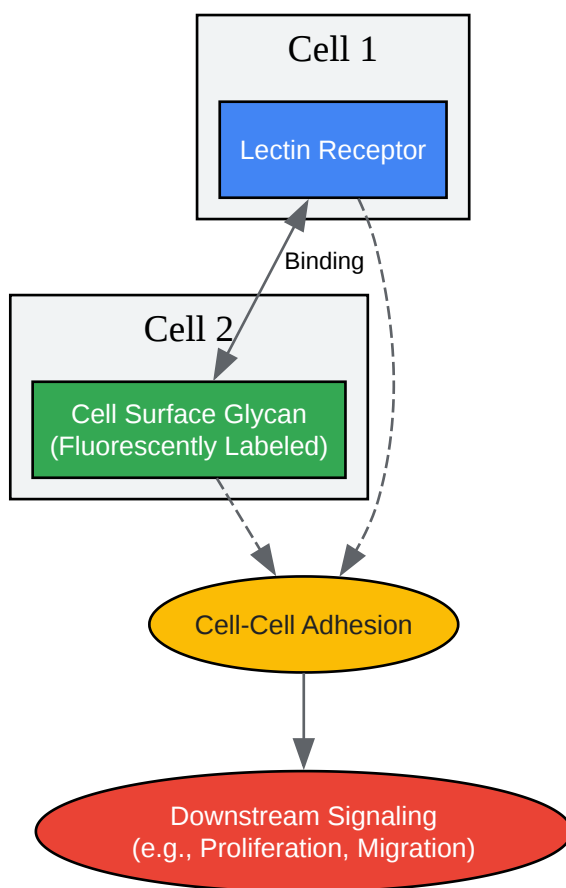 Cell 1
Lectin Receptor
Binding
Cell 2
Cell Surface Glycan
(Fluorescently Labeled)
Cell-Cell Adhesion
Downstream Signaling
(e.g., Proliferation, Migration)